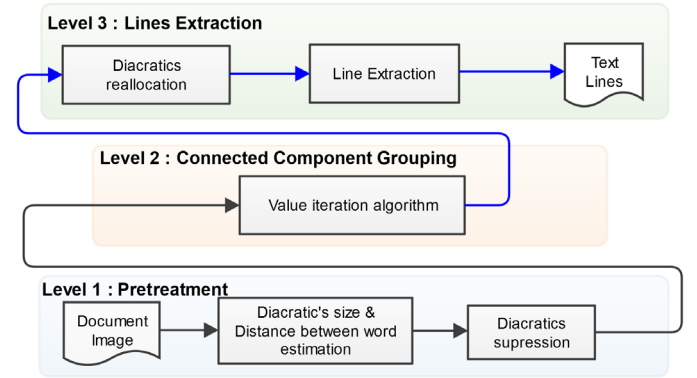 Level 3 : Lines Extraction
Diacratics
reallocation
Line Extraction
Text
Lines
Level 2 : Connected Component Grouping
Value iteration algorithm
Level 1 : Pretreatment
Document
Image
Diacratic's size &
Distance between word
estimation
Diacratics
supression